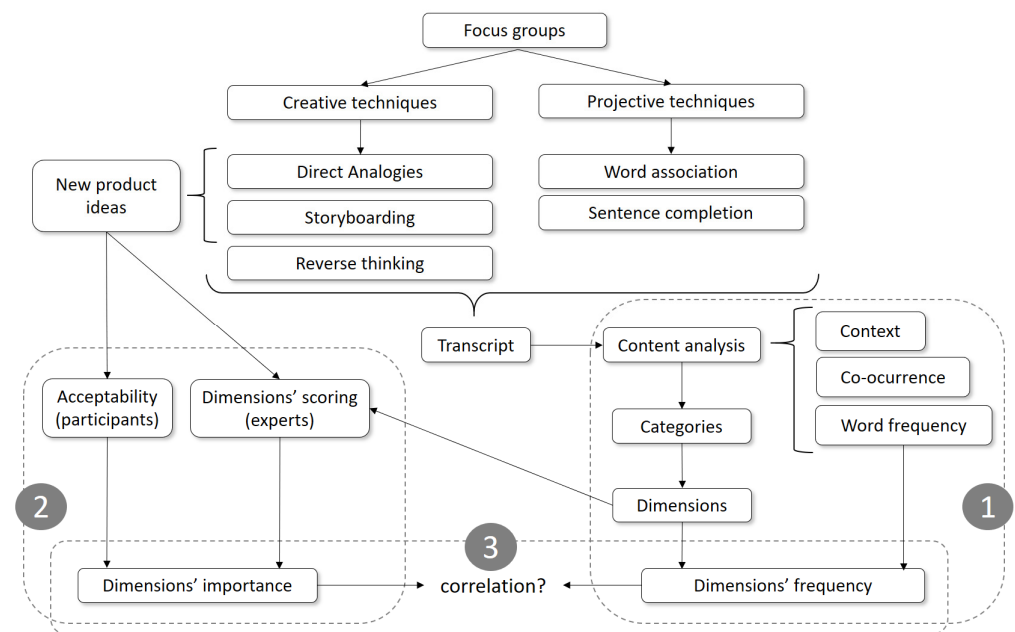 Focus groups
Creative techniques
Projective techniques
Direct Analogies
Word association
New product
ideas
Storyboarding
Sentence completion
Reverse thinking
Transcript
Content analysis
Context
Co-ocurrence
Word frequency
Acceptability
(participants)
Dimensions’ scoring
(experts)
Categories
Dimensions
2
1
3
Dimensions’ importance
correlation?
Dimensions’ frequency